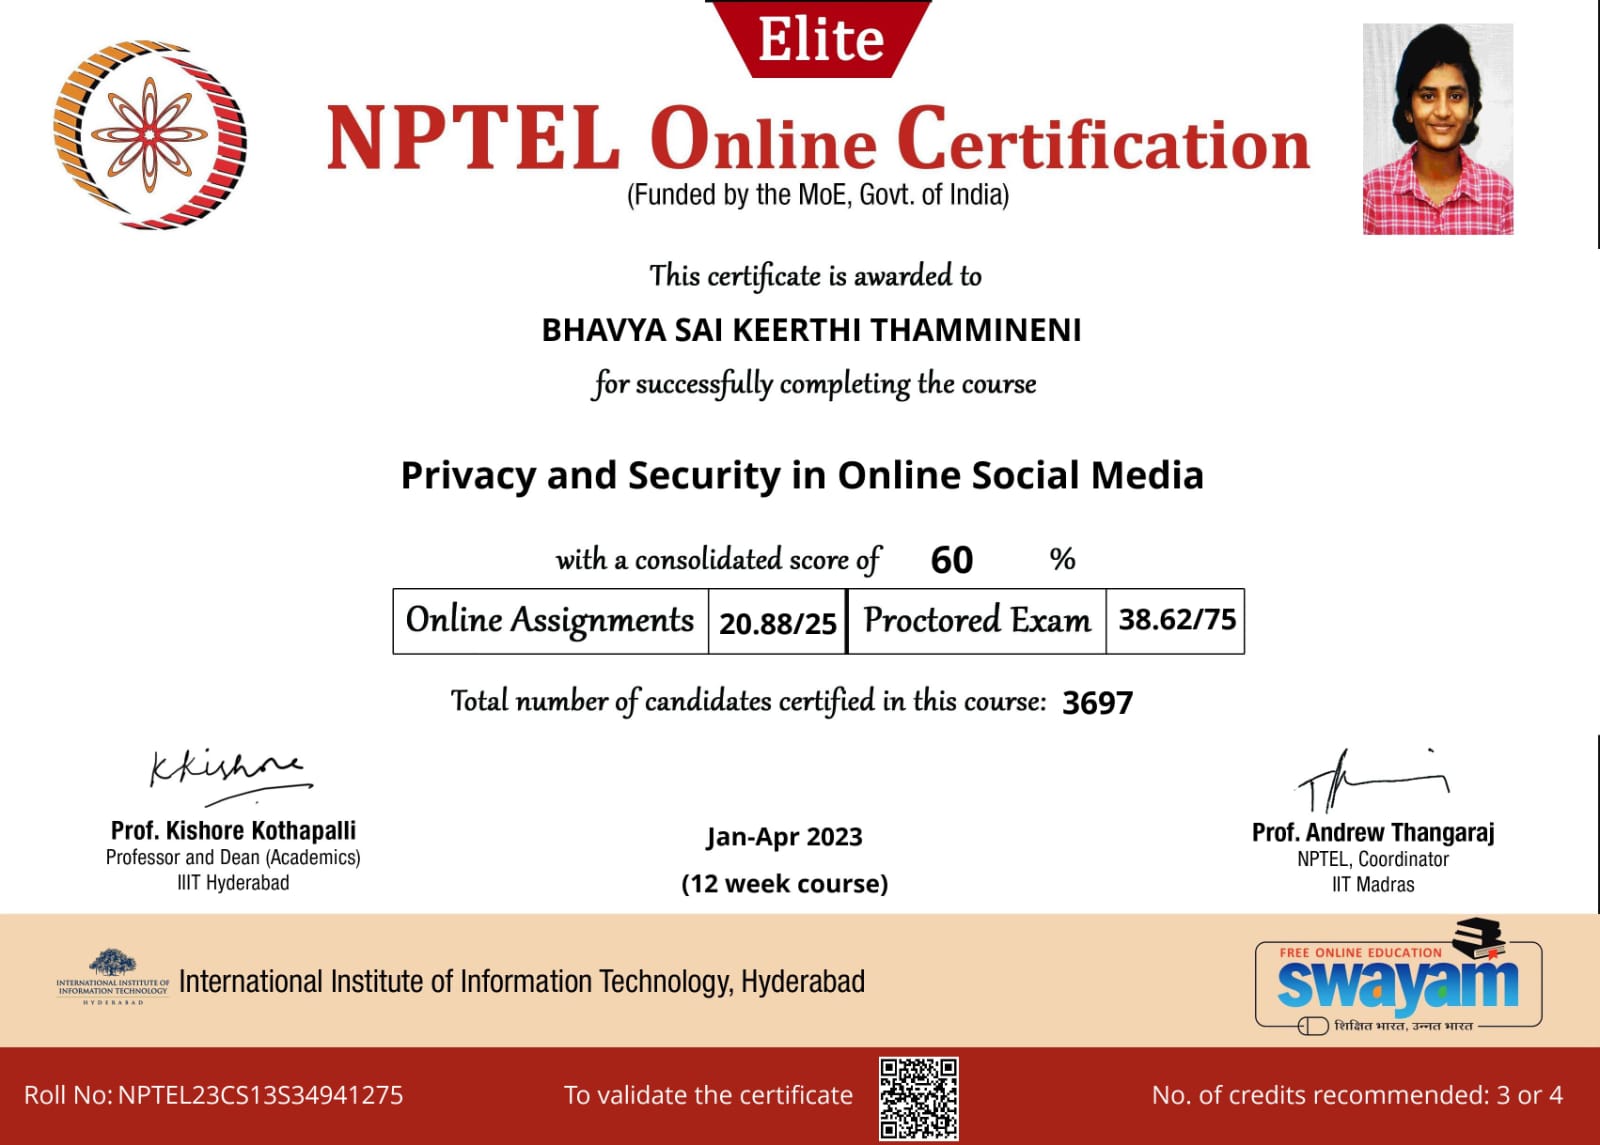 Elite
NPTEL Online Certification
(Funded by the MoE, Govt. of India)
This certificate is awarded to
BHAVYA SAI KEERTHI THAMMINENI
for successfully completing the course
Privacy and Security in Online Social Media
with a consolidated score of 60 %
Online Assignments 20.88/25 Proctored Exam 38.62/75
Total number of candidates certified in this course: 3697
KKishore
Prof. Kishore Kothapalli
Professor and Dean (Academics)
IIIT Hyderabad
Jan-Apr 2023
(12 week course)
Prof. Andrew Thangaraj
NPTEL, Coordinator
IIT Madras
INTERNATIONAL INSTITUTE OF
INFORMATION TECHNOLOGY
HYDERABAD
International Institute of Information Technology, Hyderabad
FREE ONLINE EDUCATION
swayam
शिक्षित भारत, उन्नत भारत
Roll No: NPTEL23CS13S34941275
To validate the certificate
No. of credits recommended: 3 or 4